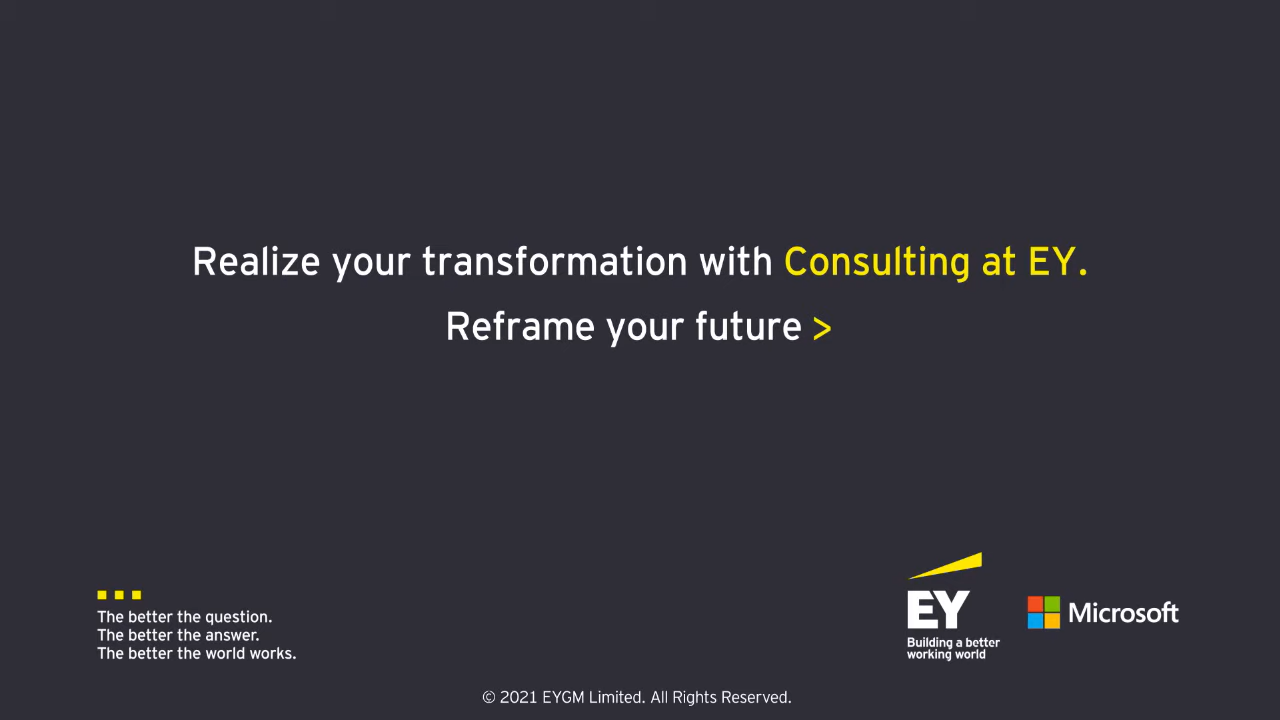 Realize your transformation with Consulting at EY.
Reframe your future >
The better the question.
The better the answer.
The better the world works.
EY
Building a better
working world
Microsoft
© 2021 EYGM Limited. All Rights Reserved.